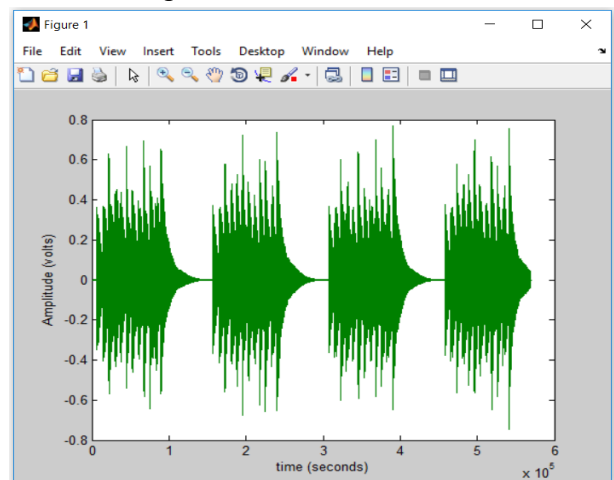 Figure 1
File Edit View Insert Tools Desktop Window Help
0.8
0.6
0.4
0.2
0
-0.2
-0.4
-0.6
-0.8
Amplitude (volts)
0 1 2 3 4 5 6
time (seconds)
x 10^5